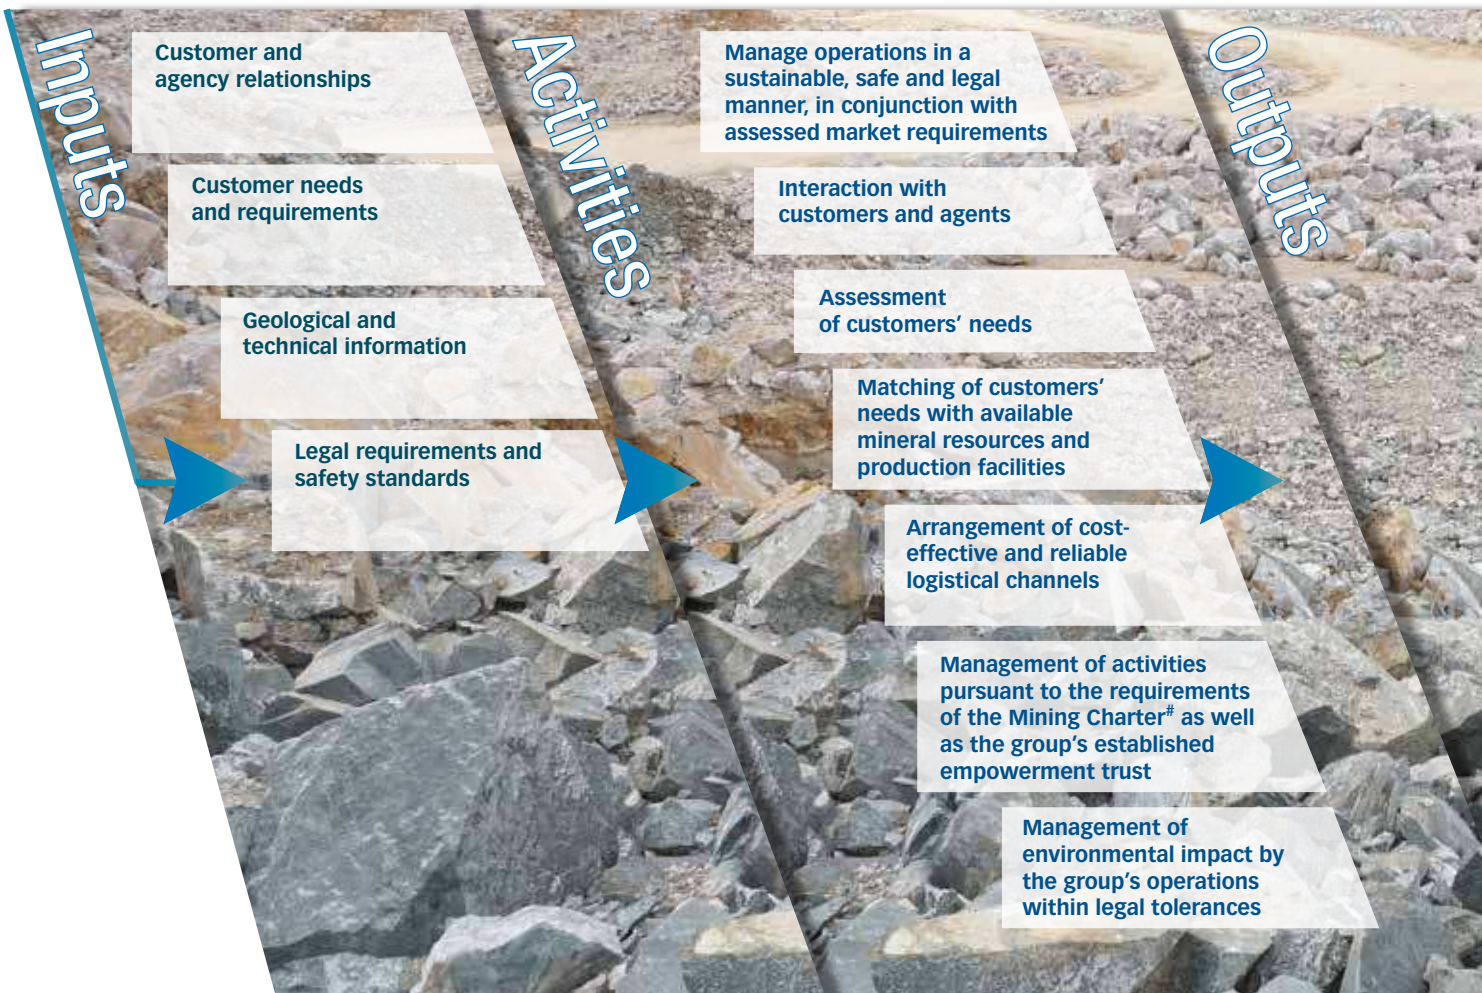 Inputs
Customer and
agency relationships
Customer needs
and requirements
Geological and
technical information
Legal requirements and
safety standards
Activities
Manage operations in a
sustainable, safe and legal
manner, in conjunction with
assessed market requirements
Interaction with
customers and agents
Assessment
of customers’ needs
Matching of customers’
needs with available
mineral resources and
production facilities
Arrangement of cost-
effective and reliable
logistical channels
Management of activities
pursuant to the requirements
of the Mining Charter# as well
as the group’s established
empowerment trust
Management of
environmental impact by
the group’s operations
within legal tolerances
Outputs